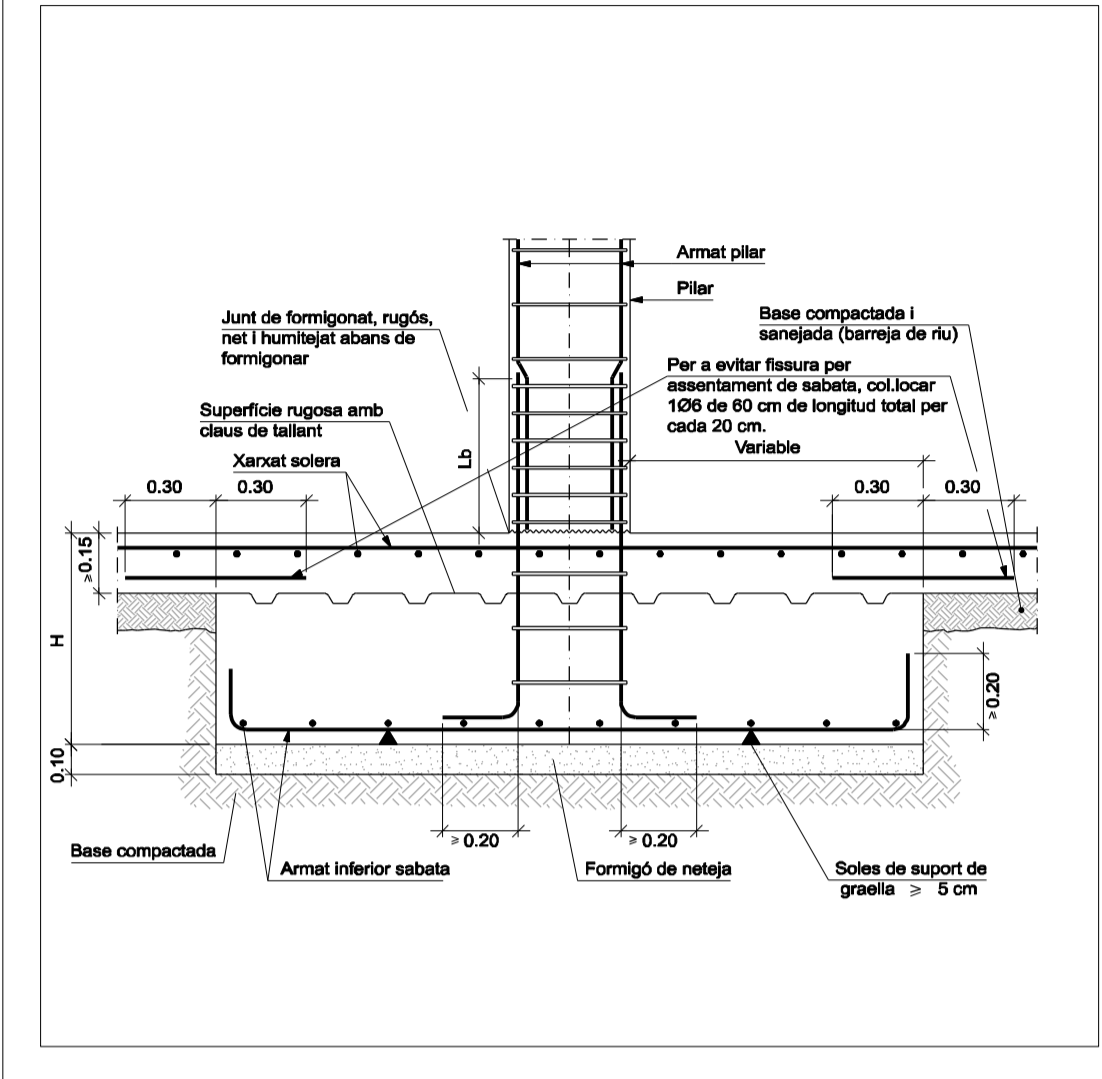 Armat pilar
Pilar
Junt de formigonat, rugós,
net i humitejat abans de
formigonar
Base compactada i
sanejada (barreja de riu)
Per a evitar fissura per
assentament de sabata, col.locar
1Ø6 de 60 cm de longitud total per
cada 20 cm.
Superfície rugosa amb
claus de tallant
Variable
Xarxat solera
Lb
0.30
0.30
0.30
0.30
≥0.15
H
0.10
≥0.20
≥ 0.20
≥ 0.20
Base compactada
Armat inferior sabata
Formigó de neteja
Soles de suport de
graella ≥ 5 cm